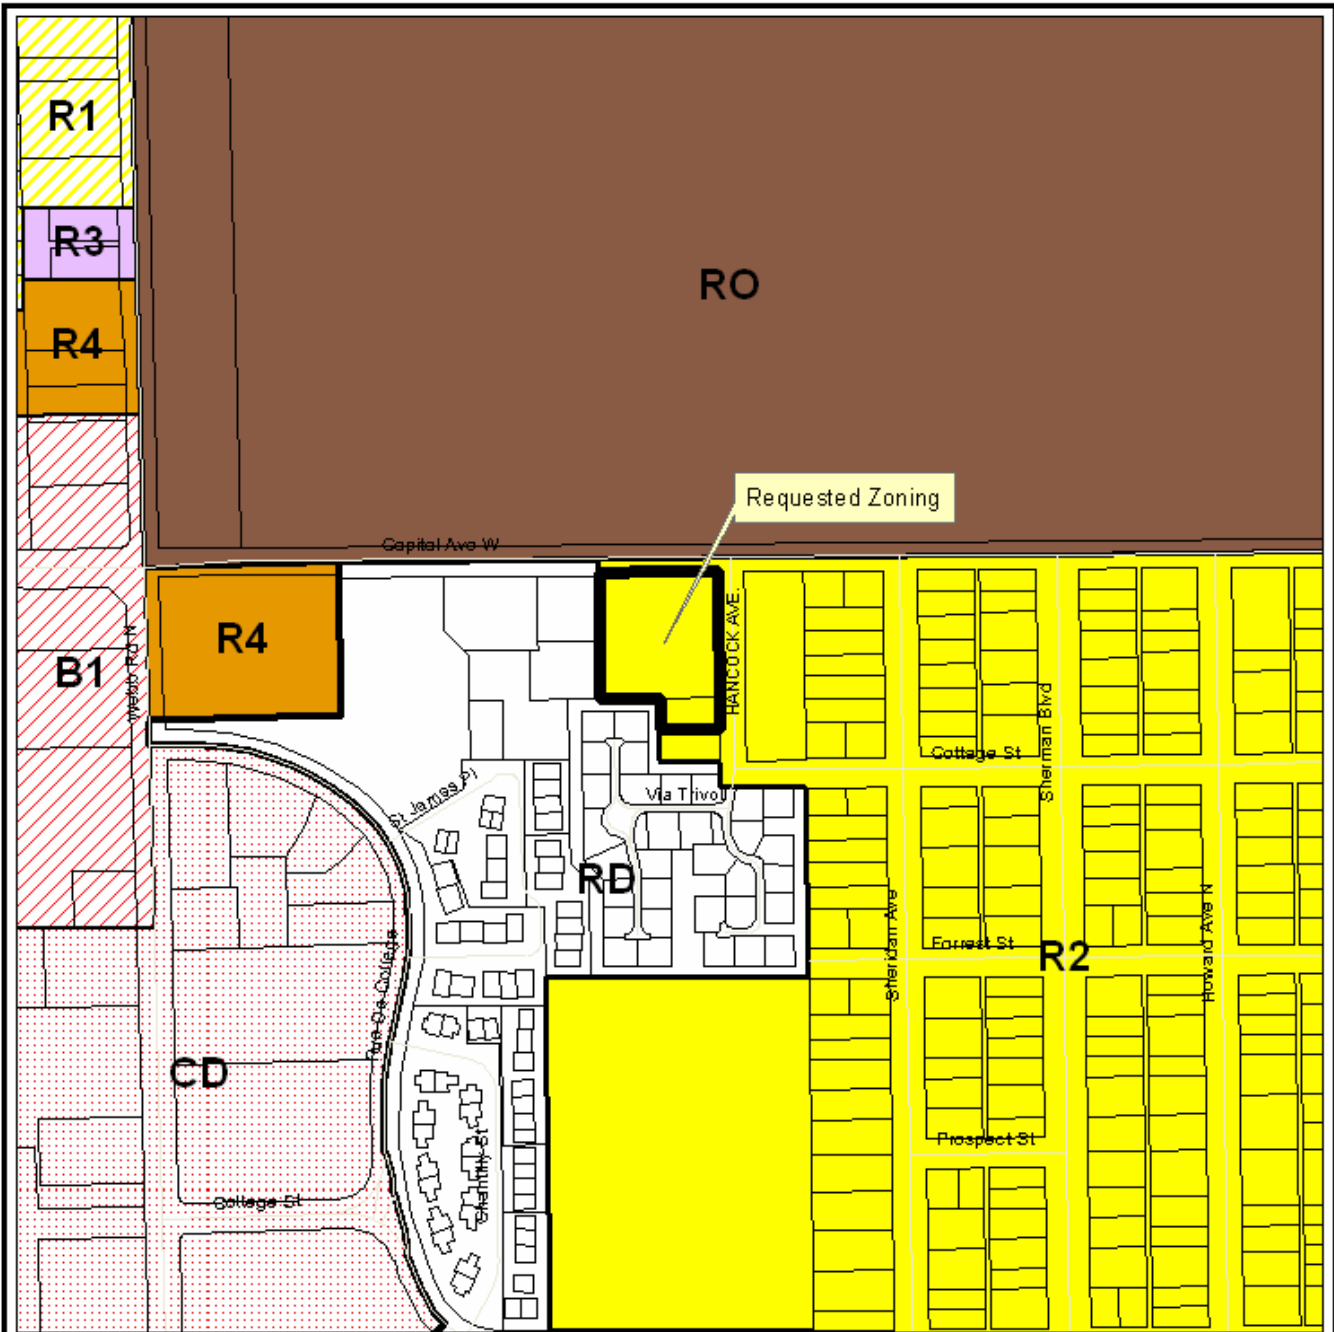 R1
R3
RO
R4
Requested Zoning
Capital Ave W
R4
HANCOCK AVE.
B1
Webb Rd N
Sherman Blvd
Cottage St
St James Pl
Via Trivoli
RD
Sheridan Ave
Howard Ave N
Forrest St
R2
Rue De College
CD
Prospect St
Chantilly St
College St